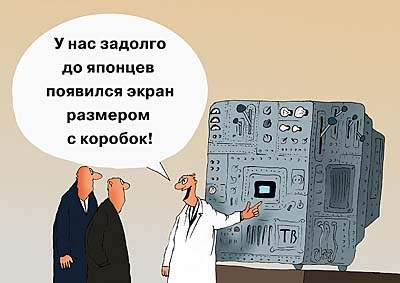 У нас задолго
до японцев
появился экран
размером
с коробок!
ТВ